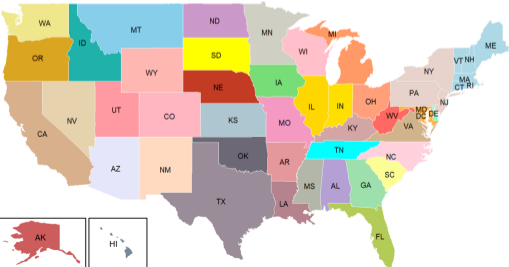 WA
MT
ND
MN
ME
OR
ID
WY
SD
WI
MI
VT NH
NY
MA
CT RI
NV
UT
CO
NE
IA
IL
IN
OH
PA
NJ
CA
KS
MO
KY
WV
MD
DE
DC
VA
AZ
NM
OK
AR
TN
NC
SC
TX
LA
MS
AL
GA
FL
AK
HI